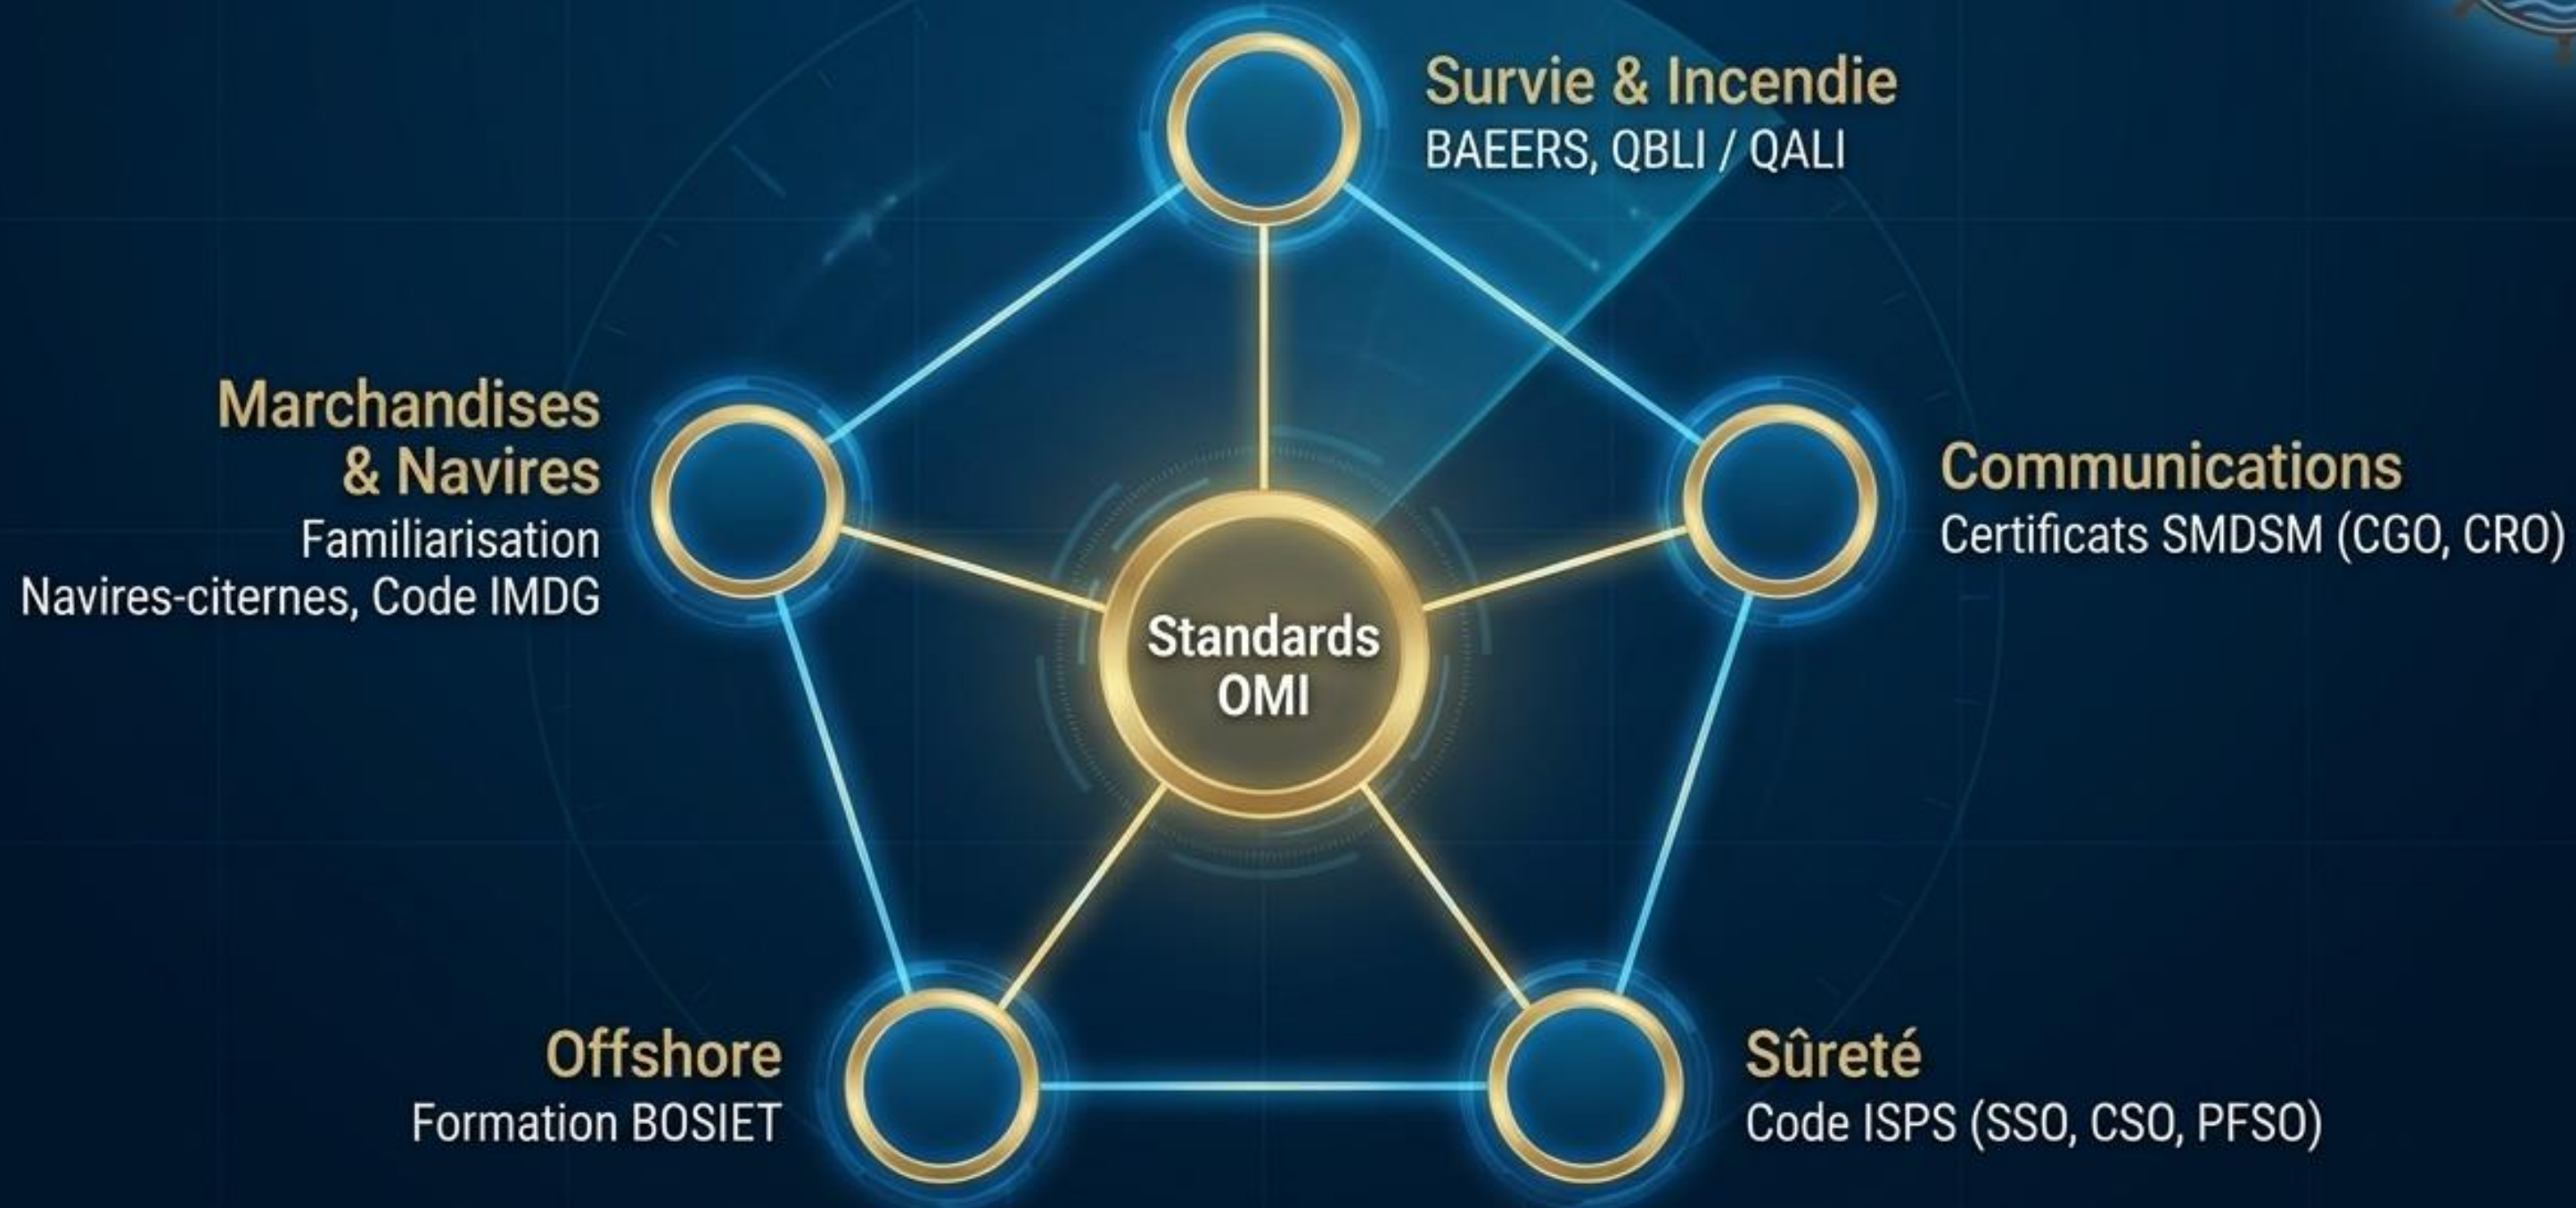 Survie & Incendie
BAEERS, QBLI / QALI
Marchandises
& Navires
Familiarisation
Navires-citernes, Code IMDG
Communications
Certificats SMDSM (CGO, CRO)
Standards
OMI
Offshore
Formation BOSIET
Sûreté
Code ISPS (SSO, CSO, PFSO)